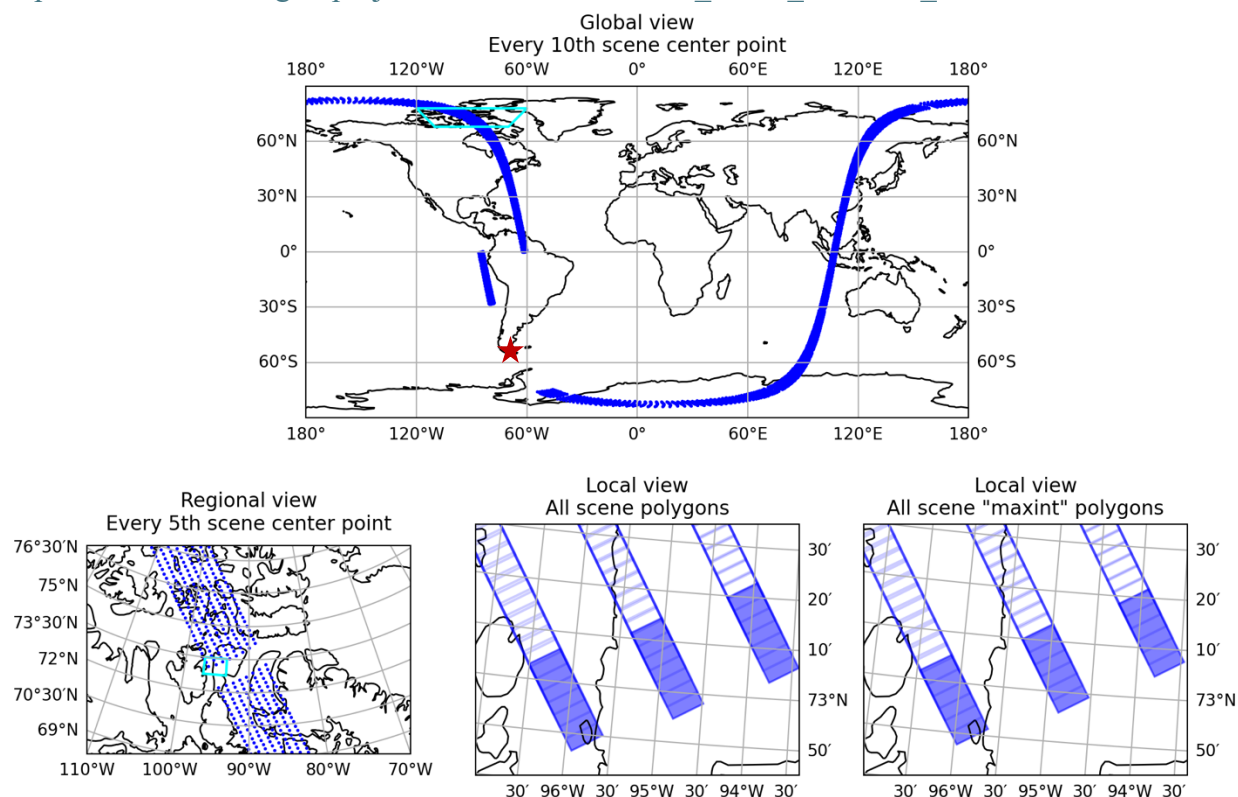 Global view
Every 10th scene center point
180° 120°W 60°W 0° 60°E 120°E 180°
60°N 60°N
30°N 30°N
0° 0°
30°S 30°S
60°S 60°S
180° 120°W 60°W 0° 60°E 120°E 180°
Regional view
Every 5th scene center point
76°30′N
75°N
73°30′N
72°N
70°30′N
69°N
110°W 100°W 90°W 80°W 70°W
Local view
All scene polygons
30′
20′
10′
73°N
50′
30′ 96°W 30′ 95°W 30′ 94°W 30′
Local view
All scene "maxint" polygons
30′
20′
10′
73°N
50′
30′ 96°W 30′ 95°W 30′ 94°W 30′